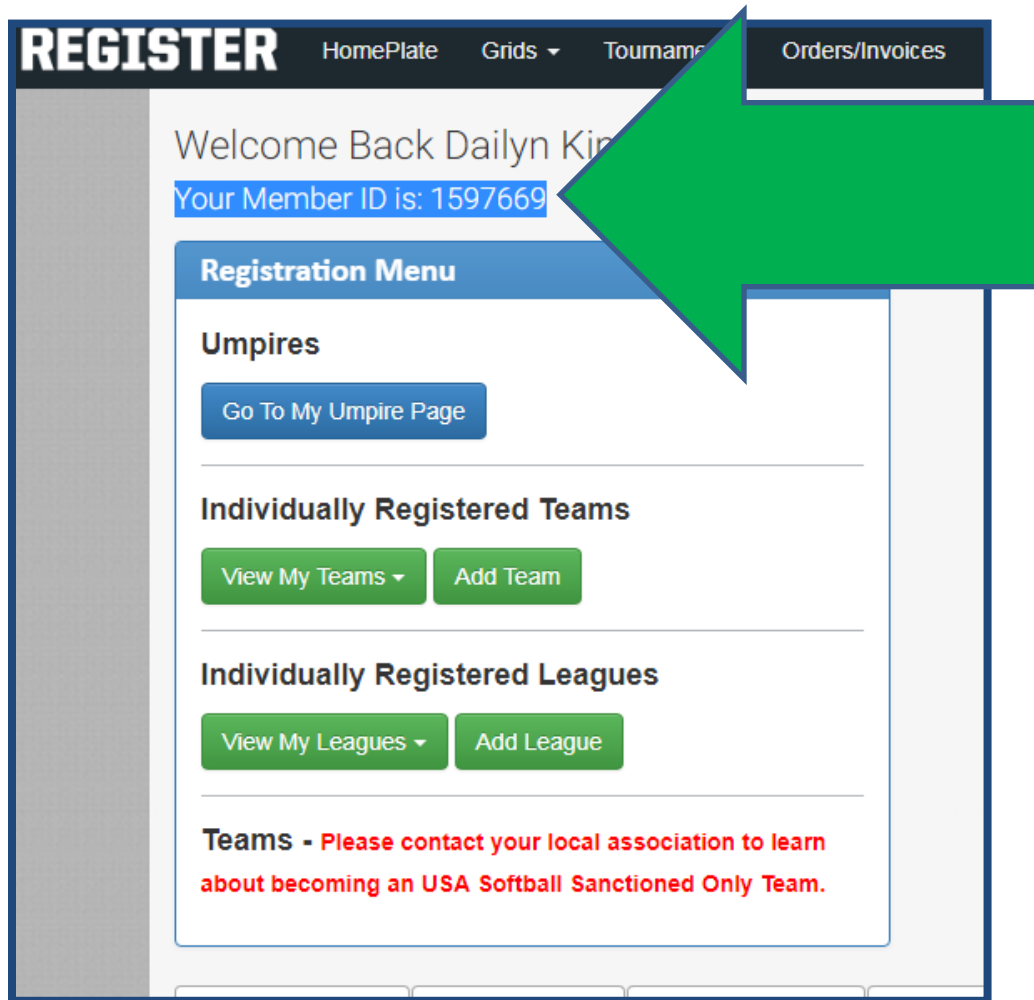 REGISTER HomePlate Grids Orders/Invoices
Welcome Back Dailyn
Your Member ID is: 1597669
Registration Menu
Umpires
Go To My Umpire Page
Individually Registered Teams
View My Teams Add Team
Individually Registered Leagues
View My Leagues Add League
Teams - Please contact your local association to learn
about becoming an USA Softball Sanctioned Only Team.